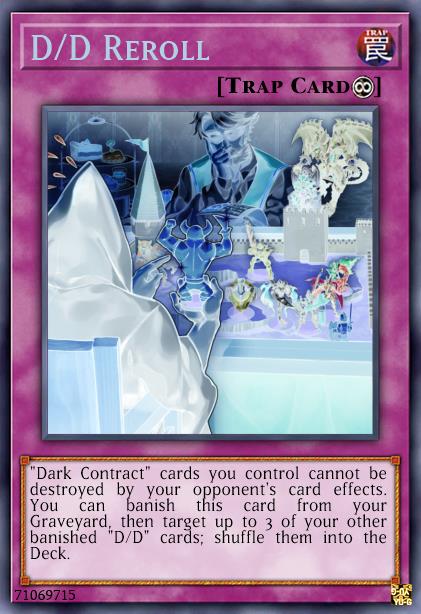 D/D Reroll
TRAP
罠
[Trap Card]
"Dark Contract" cards you control cannot be
destroyed by your opponent's card effects.
You can banish this card from your
Graveyard, then target up to 3 of your other
banished "D/D" cards; shuffle them into the
Deck.
71069715